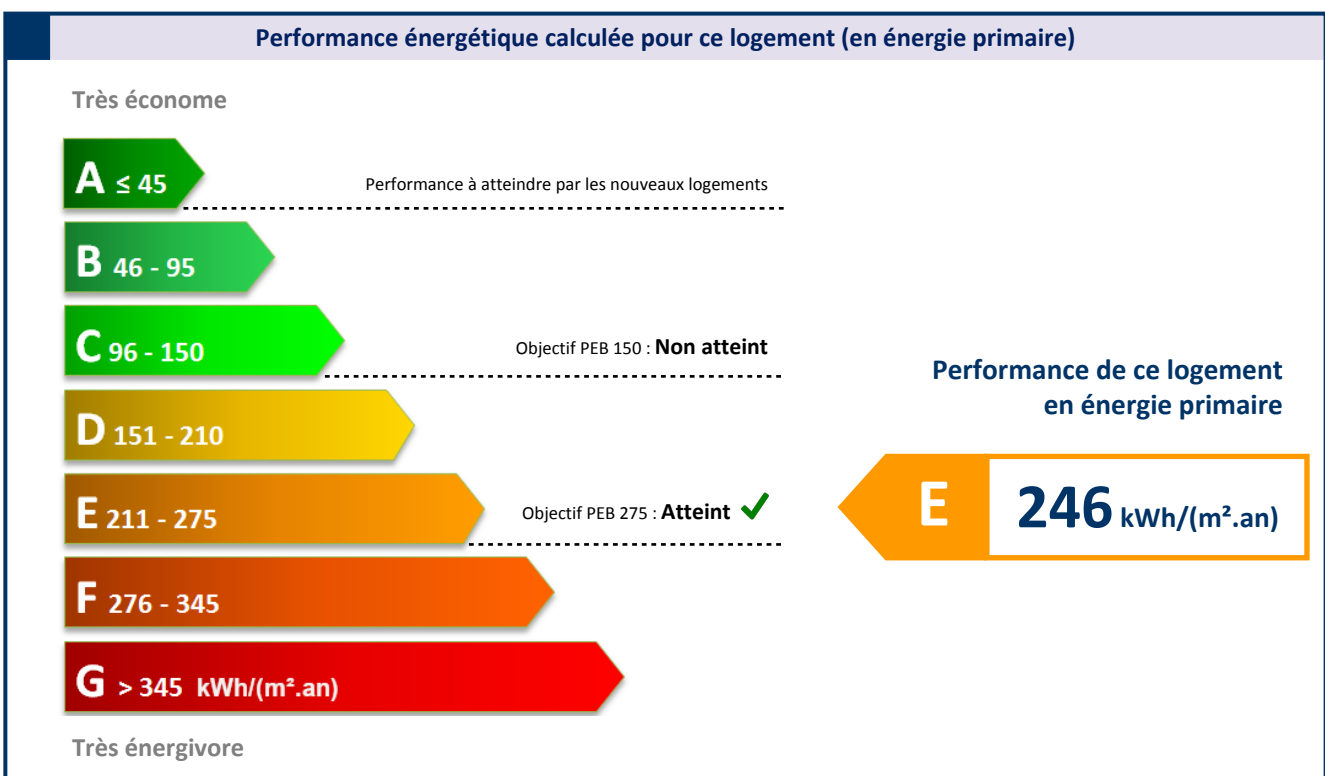 Performance énergétique calculée pour ce logement (en énergie primaire)
Très économe
A ≤ 45
Performance à atteindre par les nouveaux logements
B 46 - 95
C 96 - 150
Objectif PEB 150 : Non atteint
Performance de ce logement
en énergie primaire
D 151 - 210
E 211 - 275
Objectif PEB 275 : Atteint ✓
E 246 kWh/(m².an)
F 276 - 345
G > 345 kWh/(m².an)
Très énergivore